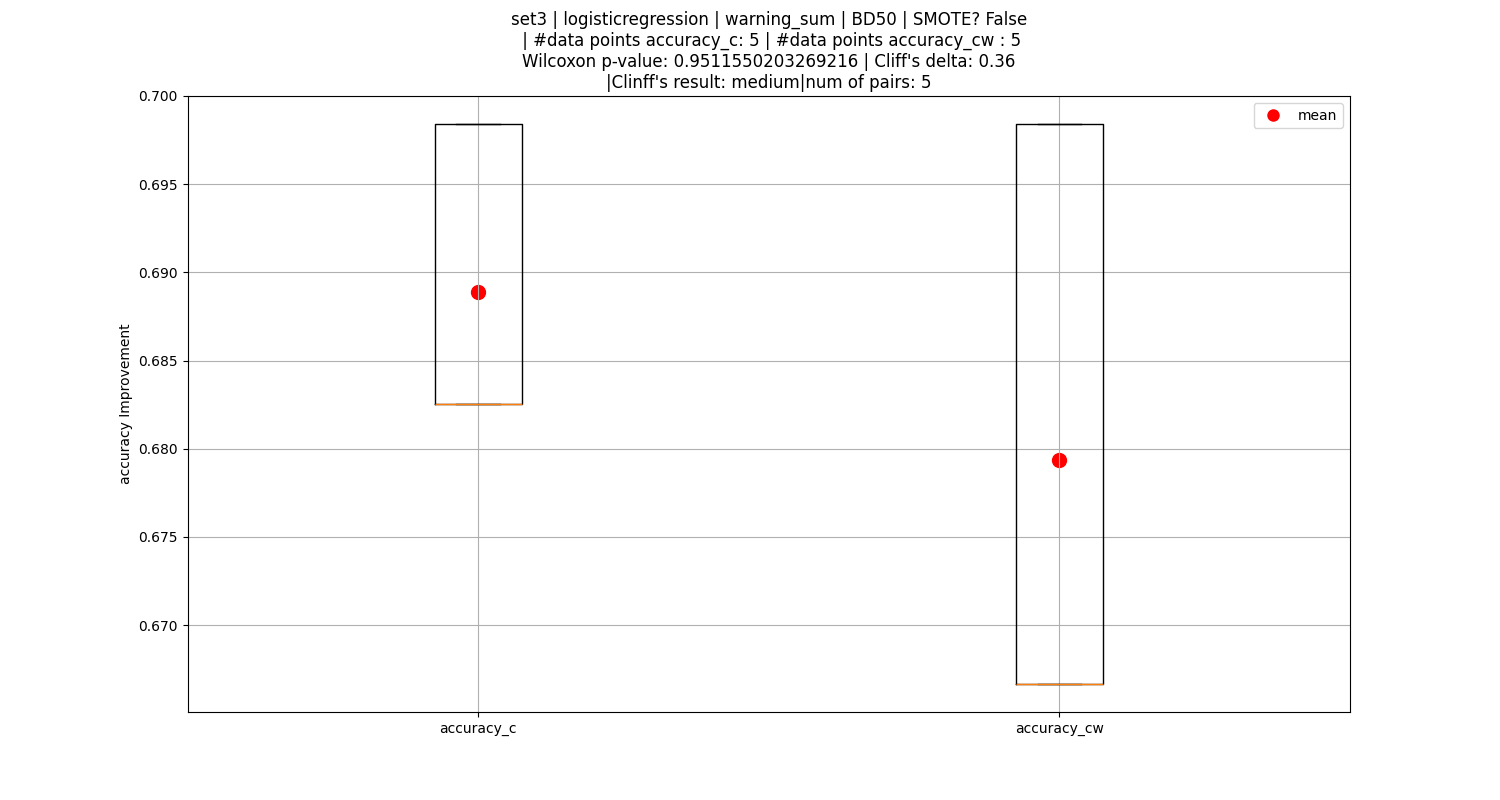 set3 | logisticregression | warning_sum | BD50 | SMOTE? False
| #data points accuracy_c: 5 | #data points accuracy_cw : 5
Wilcoxon p-value: 0.9511550203269216 | Cliff's delta: 0.36
|Clinff's result: medium|num of pairs: 5
mean
accuracy Improvement
0.700
0.695
0.690
0.685
0.680
0.675
0.670
accuracy_c
accuracy_cw